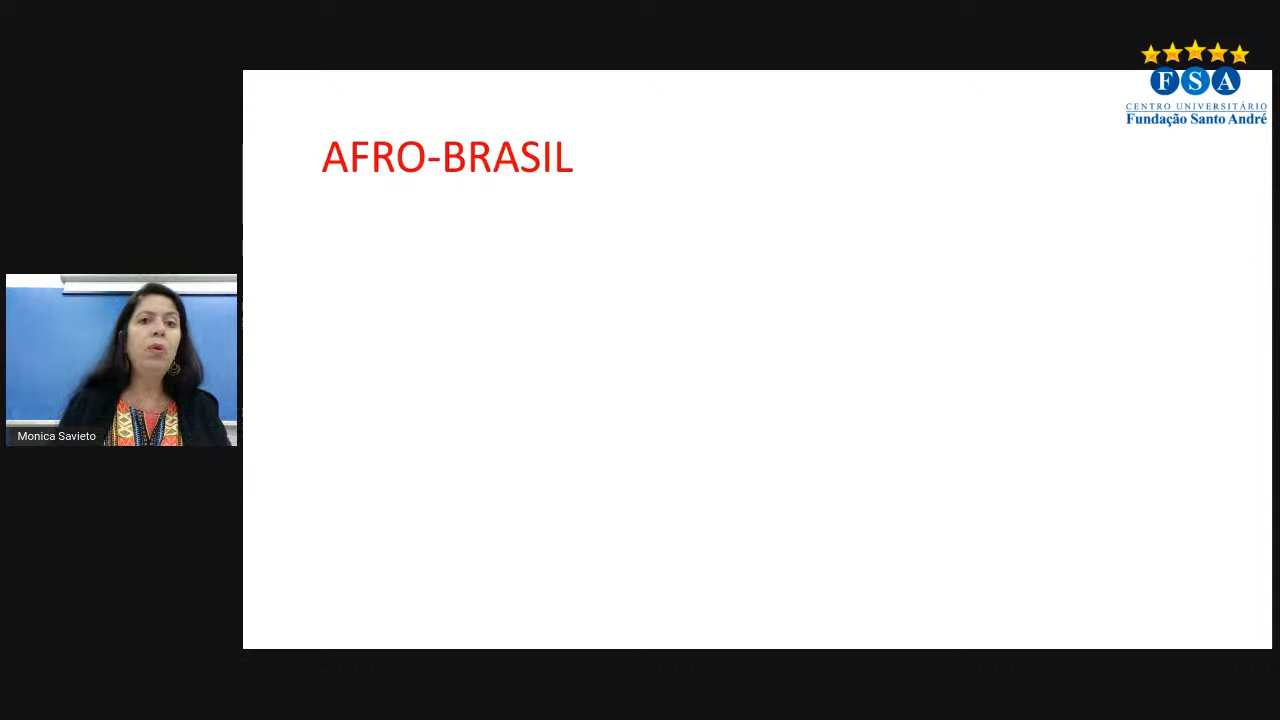 FSA
CENTRO UNIVERSITÁRIO
Fundação Santo André
AFRO-BRASIL
Monica Savieto